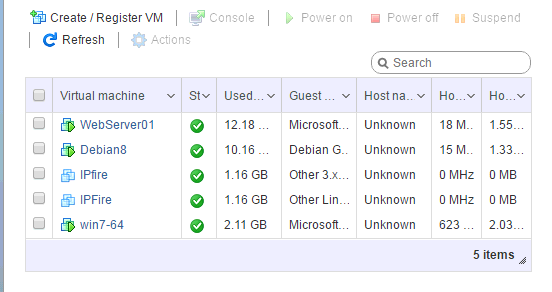 Create / Register VM Console Power on Power off Suspend
Refresh Actions
Search
Virtual machine St Used... Guest ... Host na... Ho... Ho...
WebServer01 12.18 ... Microsoft... Unknown 18 M... 1.55...
Debian8 10.16 ... Debian G... Unknown 15 M... 1.33...
IPfire 1.16 GB Other 3.x... Unknown 0 MHz 0 MB
IPFire 1.16 GB Other Lin... Unknown 0 MHz 0 MB
win7-64 2.11 GB Microsoft... Unknown 623 ... 2.03...
5 items